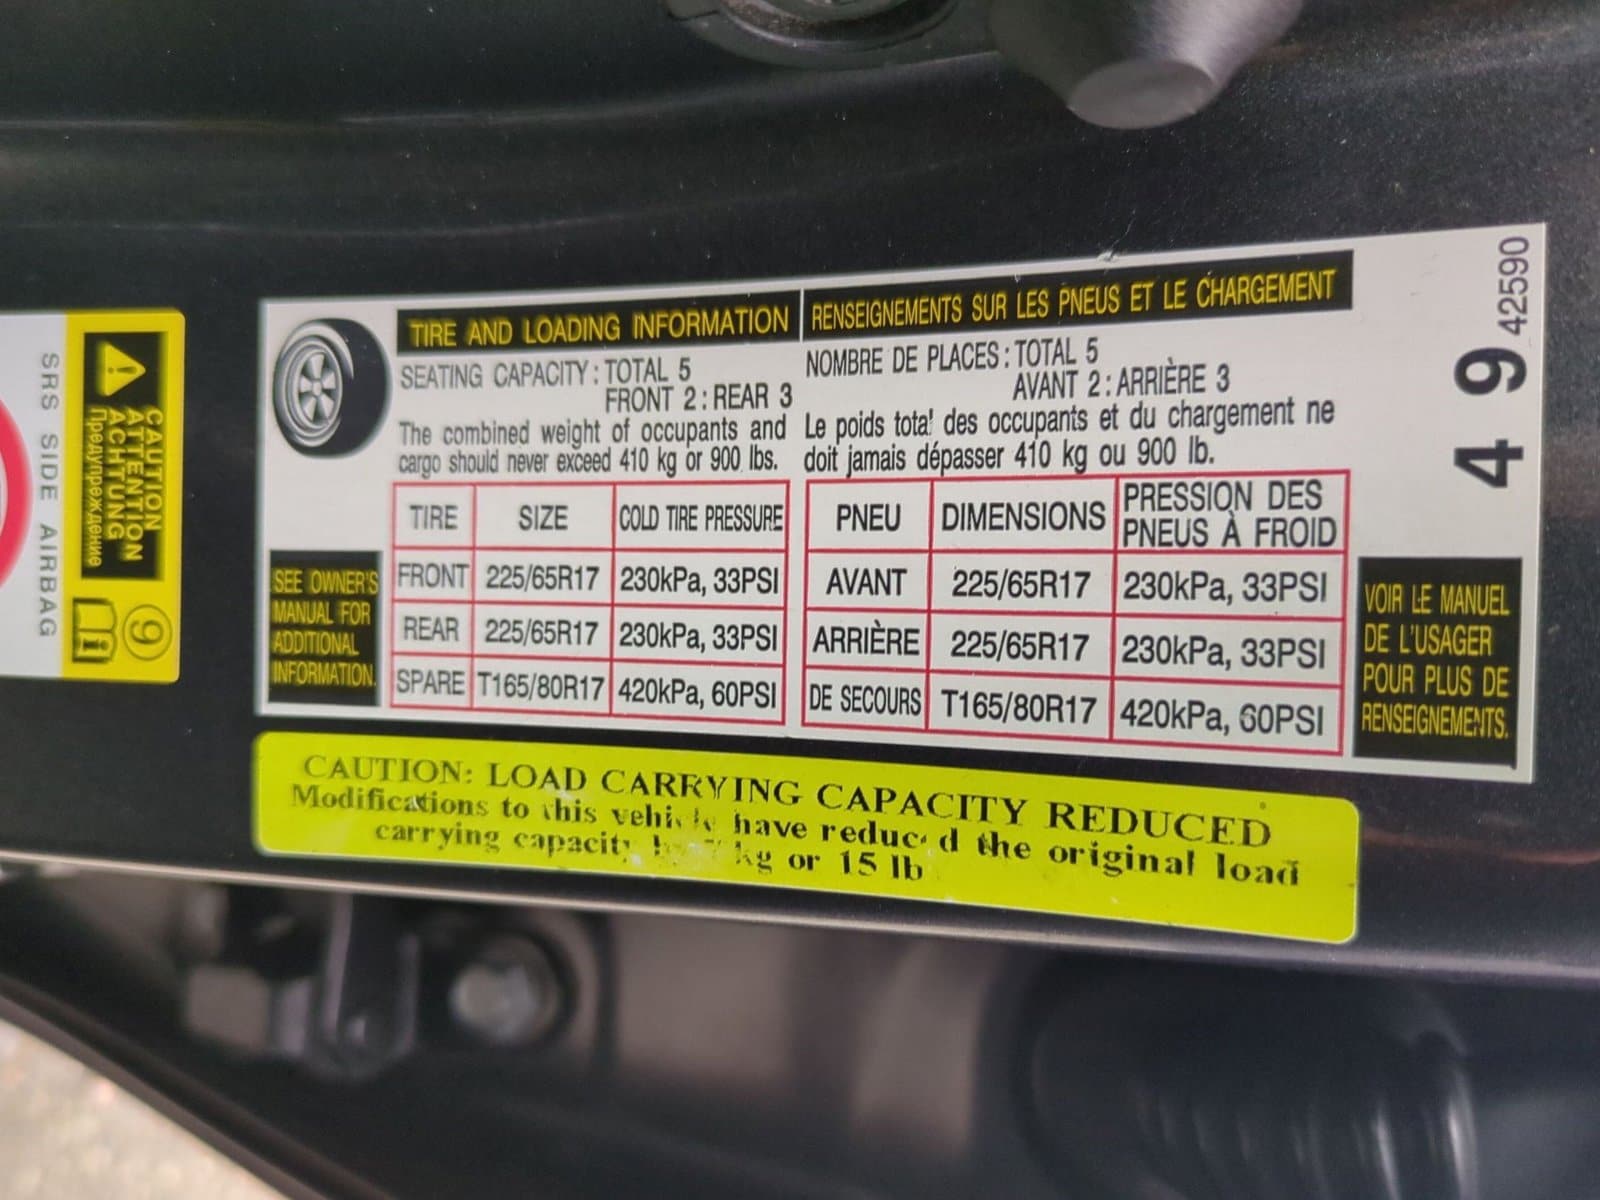 SRS SIDE AIRBAG
CAUTION
ATTENTION
ACHTUNG
Предупреждение
9
TIRE AND LOADING INFORMATION
SEATING CAPACITY : TOTAL 5
FRONT 2 : REAR 3
The combined weight of occupants and
cargo should never exceed 410 kg or 900 lbs.
TIRE SIZE COLD TIRE PRESSURE
FRONT 225/65R17 230kPa, 33PSI
REAR 225/65R17 230kPa, 33PSI
SPARE T165/80R17 420kPa, 60PSI
SEE OWNER'S
MANUAL FOR
ADDITIONAL
INFORMATION.
RENSEIGNEMENTS SUR LES PNEUS ET LE CHARGEMENT
NOMBRE DE PLACES : TOTAL 5
AVANT 2 : ARRIÈRE 3
Le poids total des occupants et du chargement ne
doit jamais dépasser 410 kg ou 900 lb.
PNEU DIMENSIONS PRESSION DES
PNEUS À FROID
AVANT 225/65R17 230kPa, 33PSI
ARRIÈRE 225/65R17 230kPa, 33PSI
DE SECOURS T165/80R17 420kPa, 60PSI
VOIR LE MANUEL
DE L'USAGER
POUR PLUS DE
RENSEIGNEMENTS.
4 9 42590
CAUTION: LOAD CARRYING CAPACITY REDUCED
Modifications to this vehicle have reduced the original load
carrying capacity kg or 15 lb